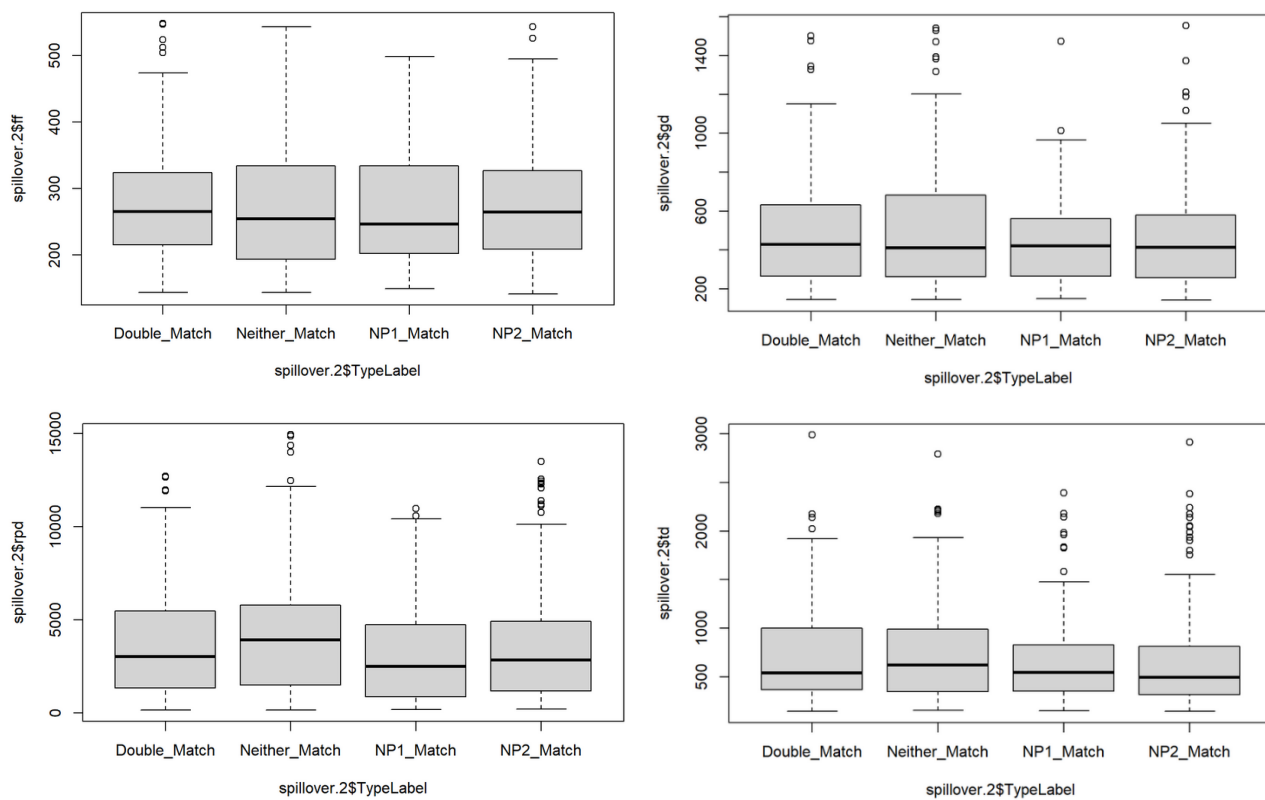 spillover.2$ff
500
400
300
200
Double_Match Neither_Match NP1_Match NP2_Match
spillover.2$TypeLabel
spillover.2$gd
1400
1000
600
200
Double_Match Neither_Match NP1_Match NP2_Match
spillover.2$TypeLabel
spillover.2$rpd
15000
10000
5000
0
Double_Match Neither_Match NP1_Match NP2_Match
spillover.2$TypeLabel
spillover.2$td
3000
2000
1000
500
Double_Match Neither_Match NP1_Match NP2_Match
spillover.2$TypeLabel